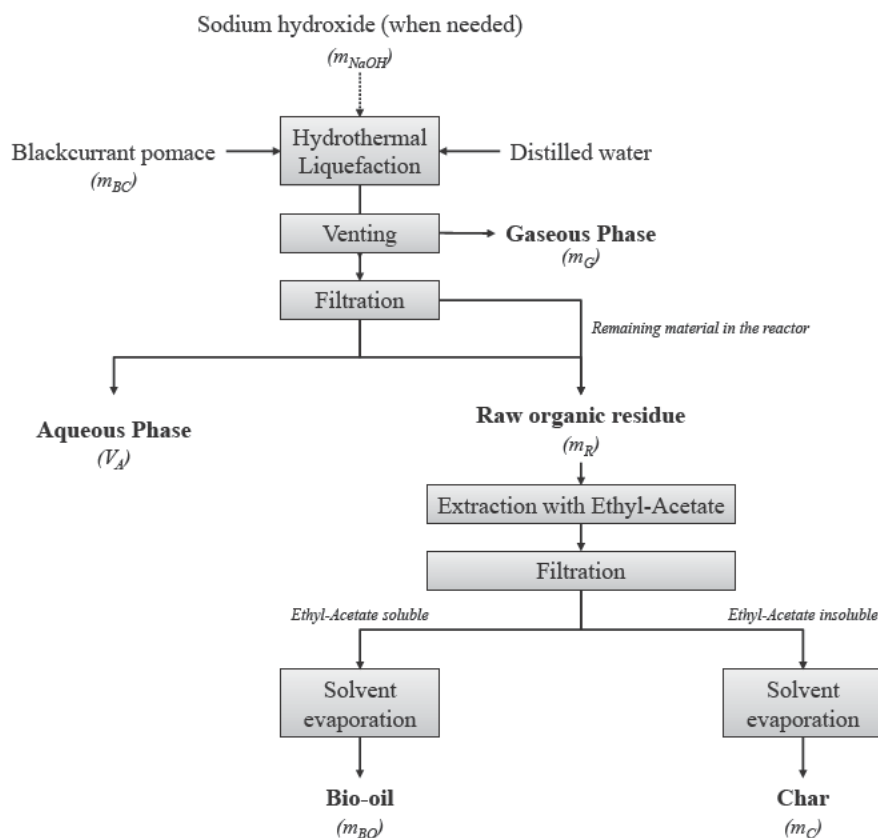 Sodium hydroxide (when needed)
(m_NaOH)
Hydrothermal
Liquefaction
Blackcurrant pomace
(m_BC)
Distilled water
Venting
Gaseous Phase
(m_G)
Filtration
Remaining material in the reactor
Aqueous Phase
(V_A)
Raw organic residue
(m_R)
Extraction with Ethyl-Acetate
Filtration
Ethyl-Acetate soluble
Ethyl-Acetate insoluble
Solvent
evaporation
Solvent
evaporation
Bio-oil
(m_BO)
Char
(m_C)